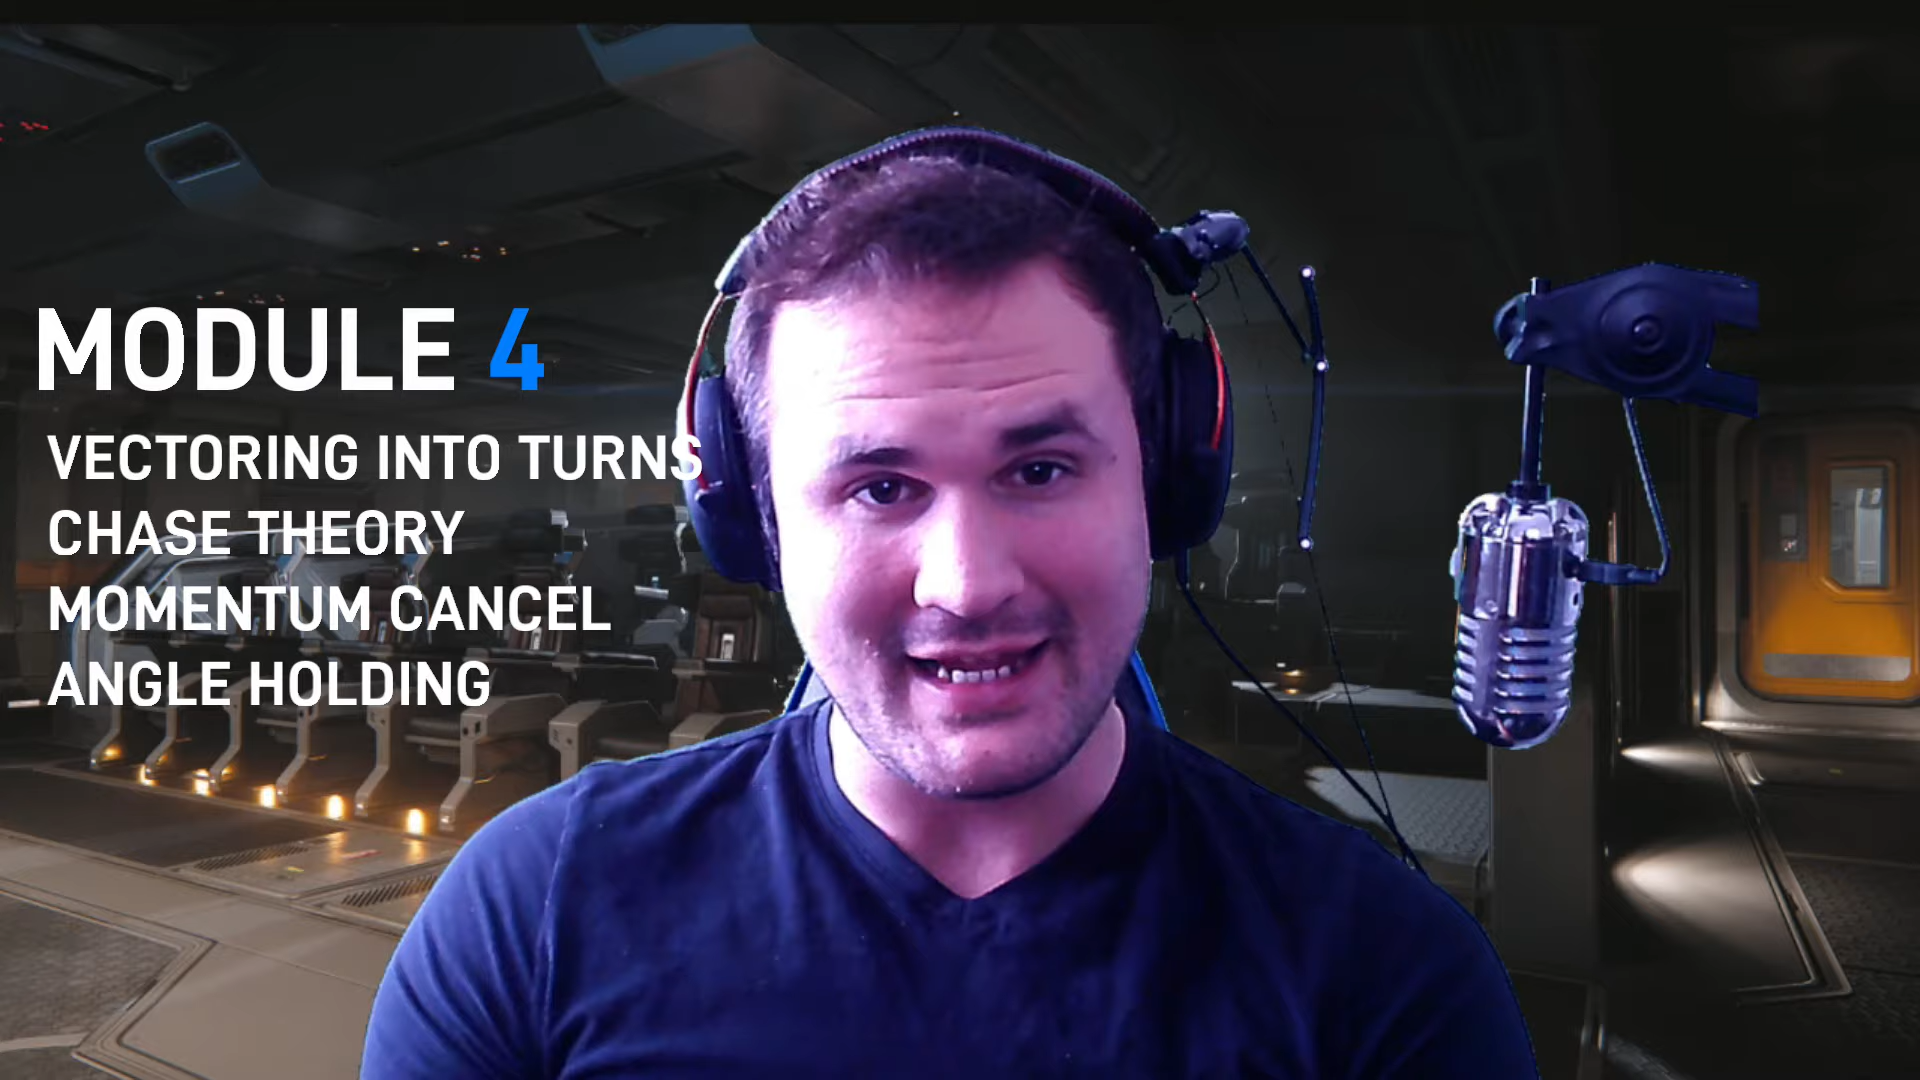 MODULE 4
VECTORING INTO TURNS
CHASE THEORY
MOMENTUM CANCEL
ANGLE HOLDING